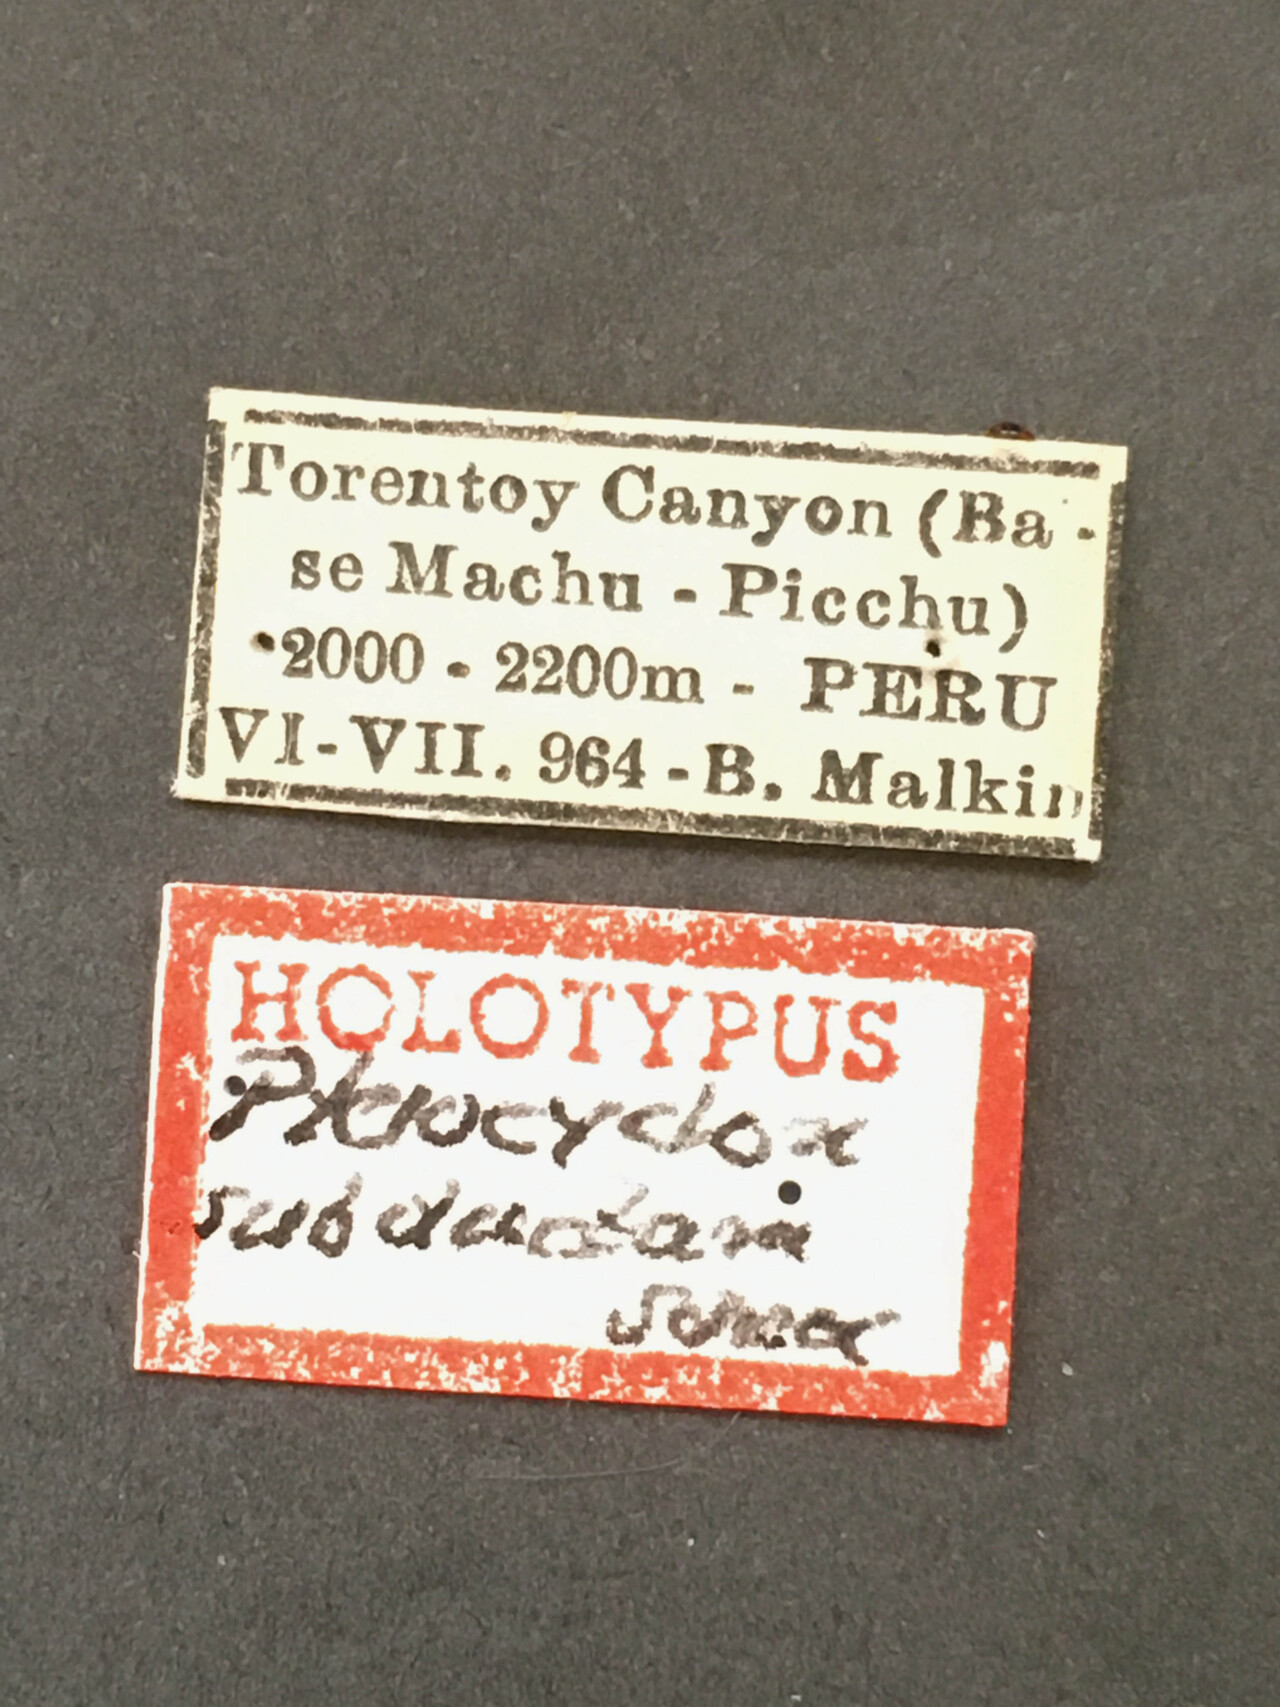 Torentoy Canyon (Ba -
se Machu - Picchu)
2000 - 2200m - PERU
VI-VII. 964 - B. Malkin
HOLOTYPUS